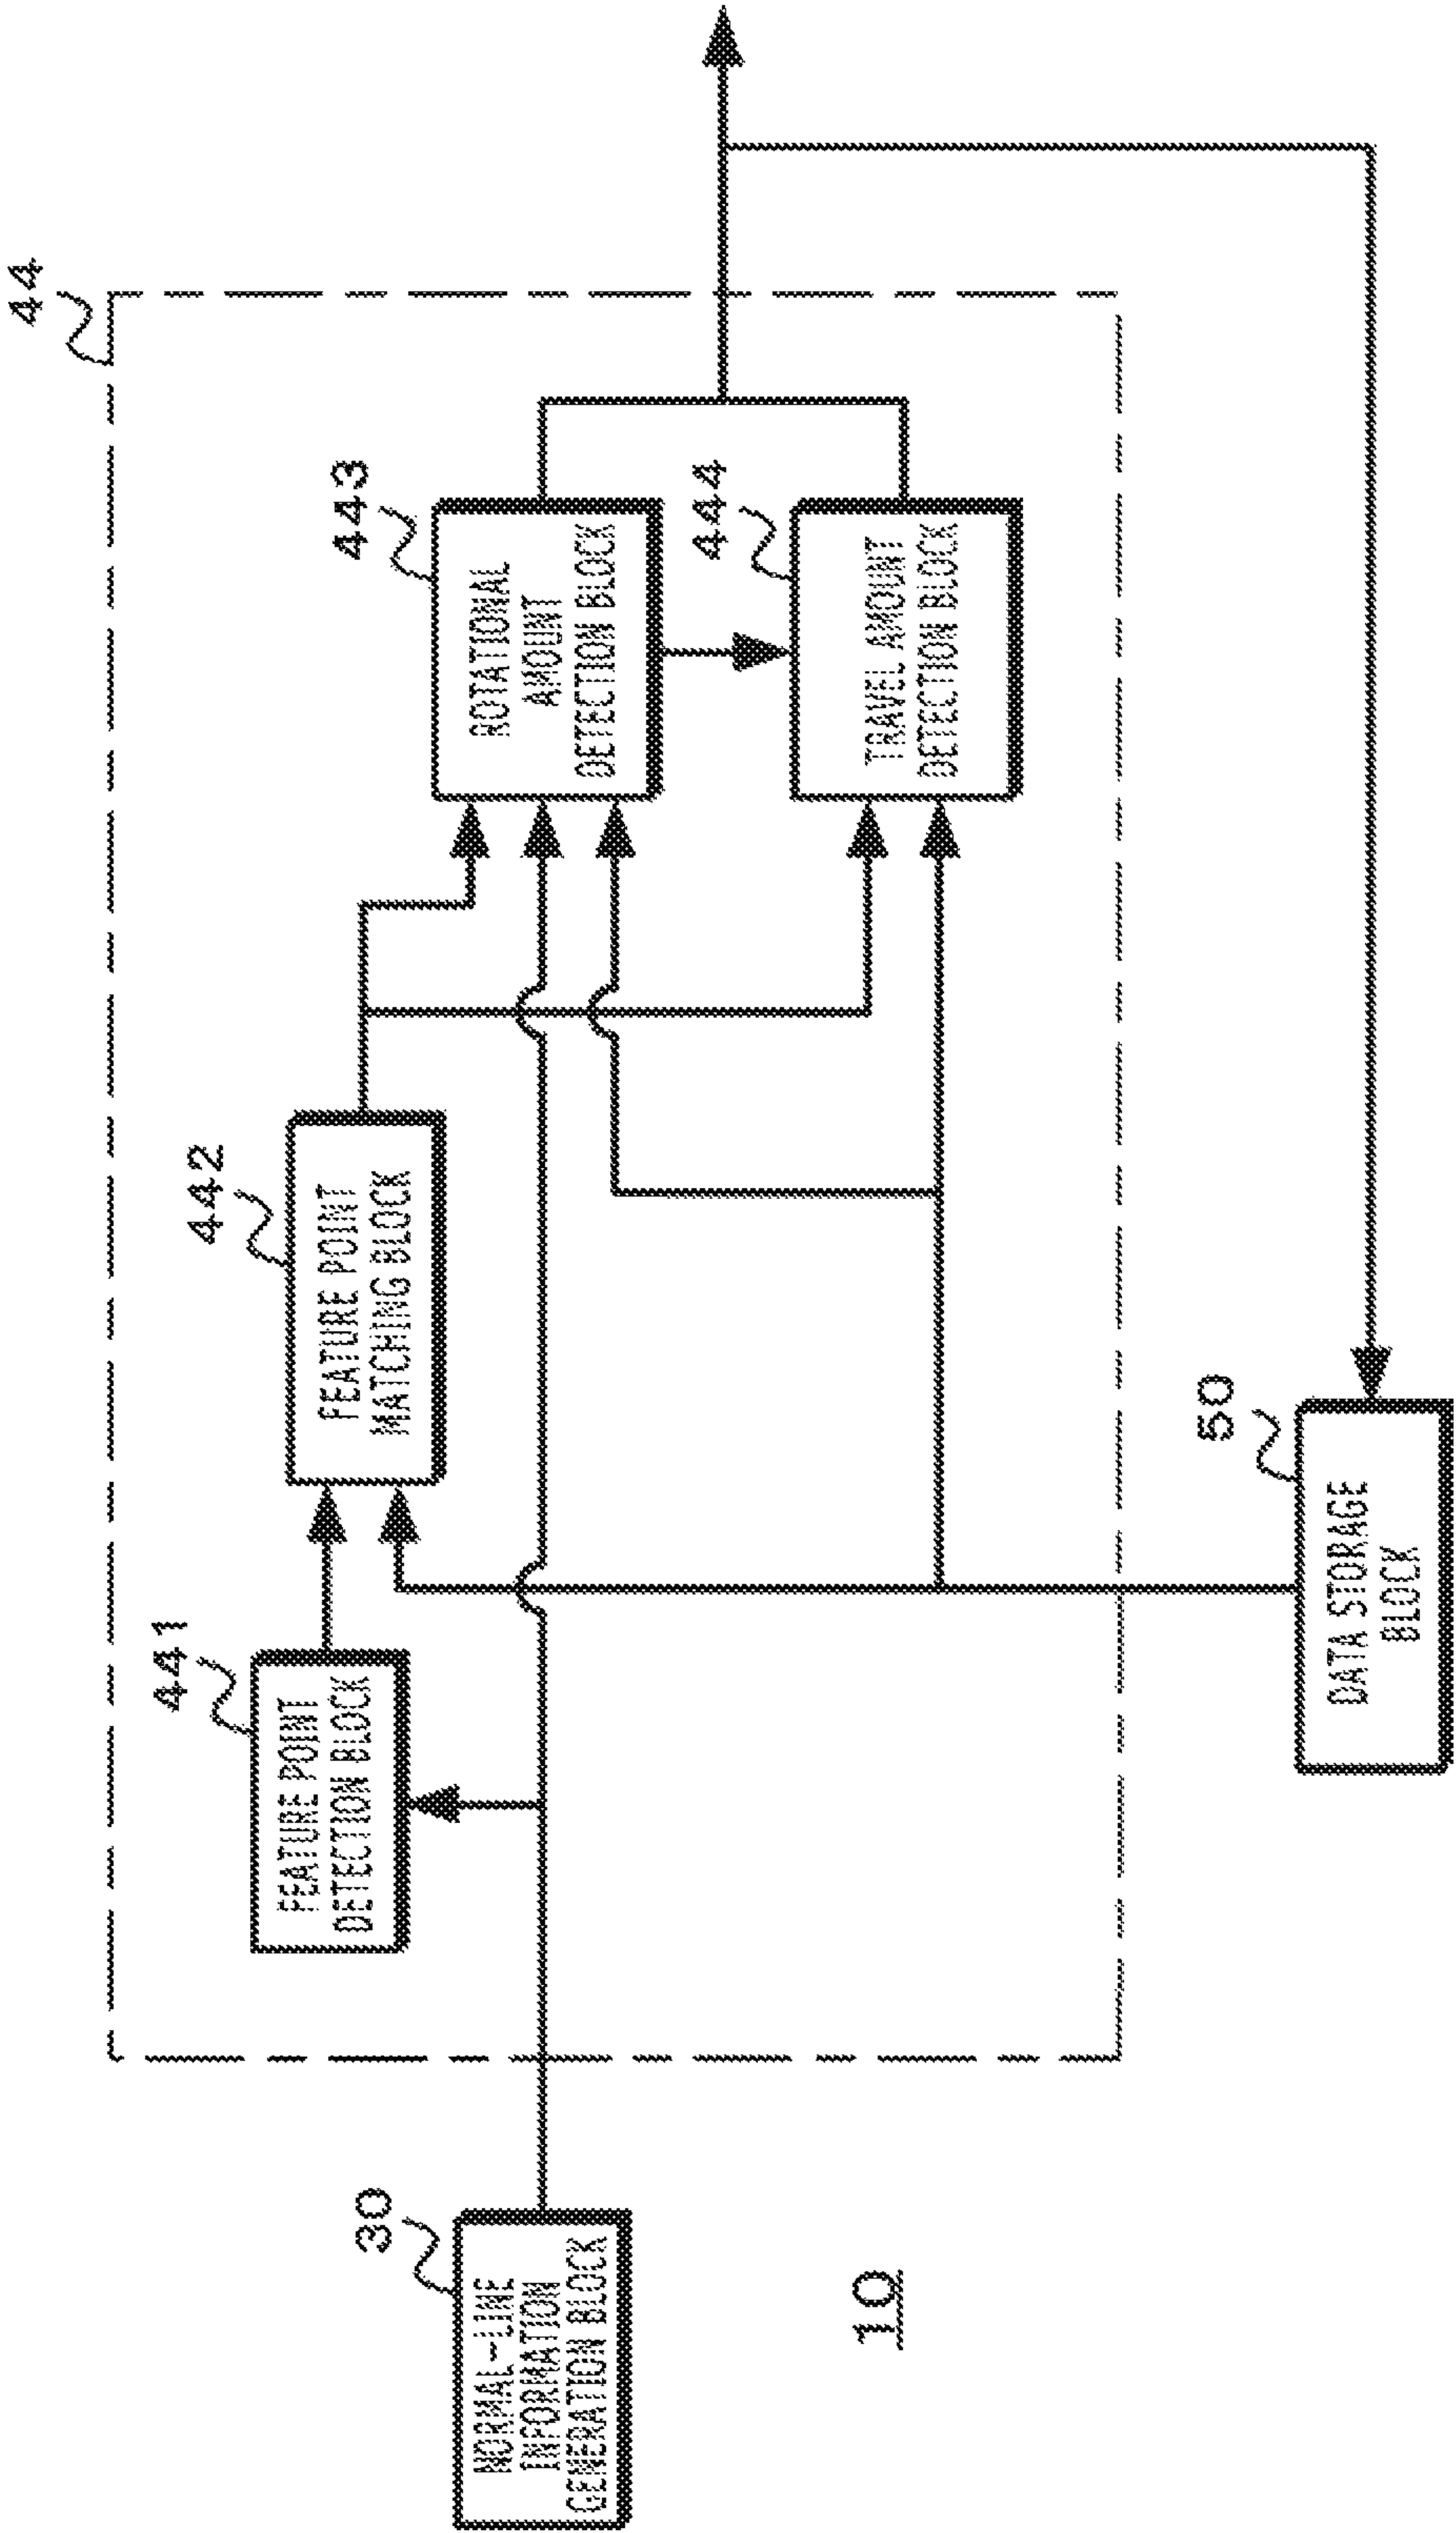 44
443
ROTATIONAL
AMOUNT
DETECTION BLOCK
444
TRAVEL AMOUNT
DETECTION BLOCK
442
FEATURE POINT
MATCHING BLOCK
441
FEATURE POINT
DETECTION BLOCK
50
DATA STORAGE
BLOCK
30
NORMAL-LINE
INFORMATION
GENERATION BLOCK
10